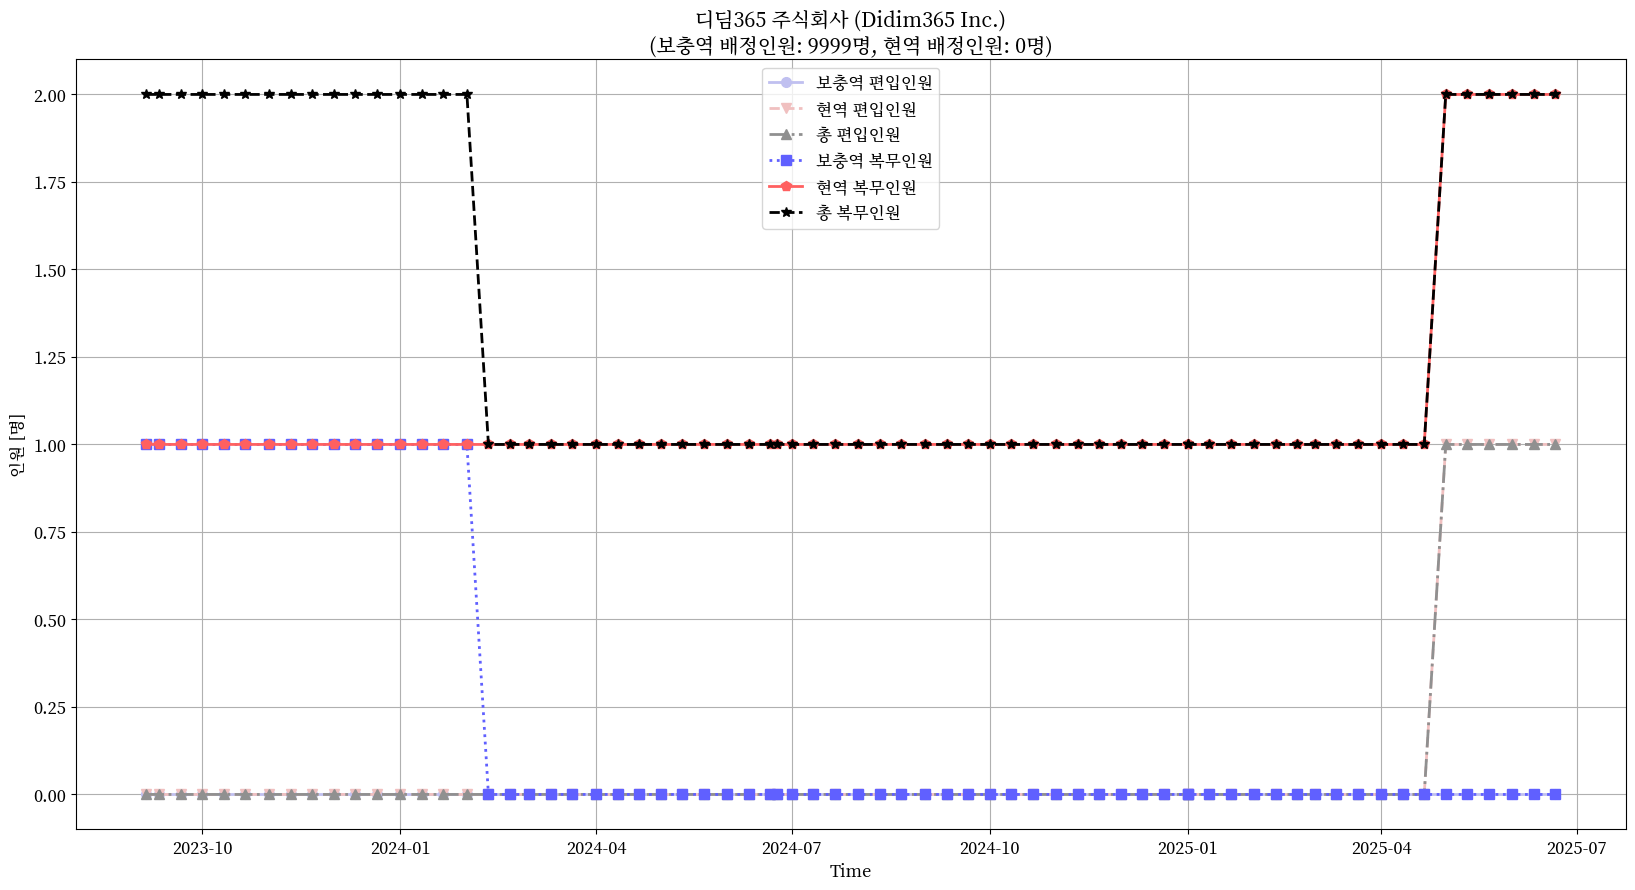 디딤365 주식회사 (Didim365 Inc.)
(보충역 배정인원: 9999명, 현역 배정인원: 0명)
보충역 편입인원
현역 편입인원
총 편입인원
보충역 복무인원
현역 복무인원
총 복무인원
2.00
1.75
1.50
1.25
1.00
0.75
0.50
0.25
0.00
인원 [명]
2023-10
2024-01
2024-04
2024-07
2024-10
2025-01
2025-04
2025-07
Time